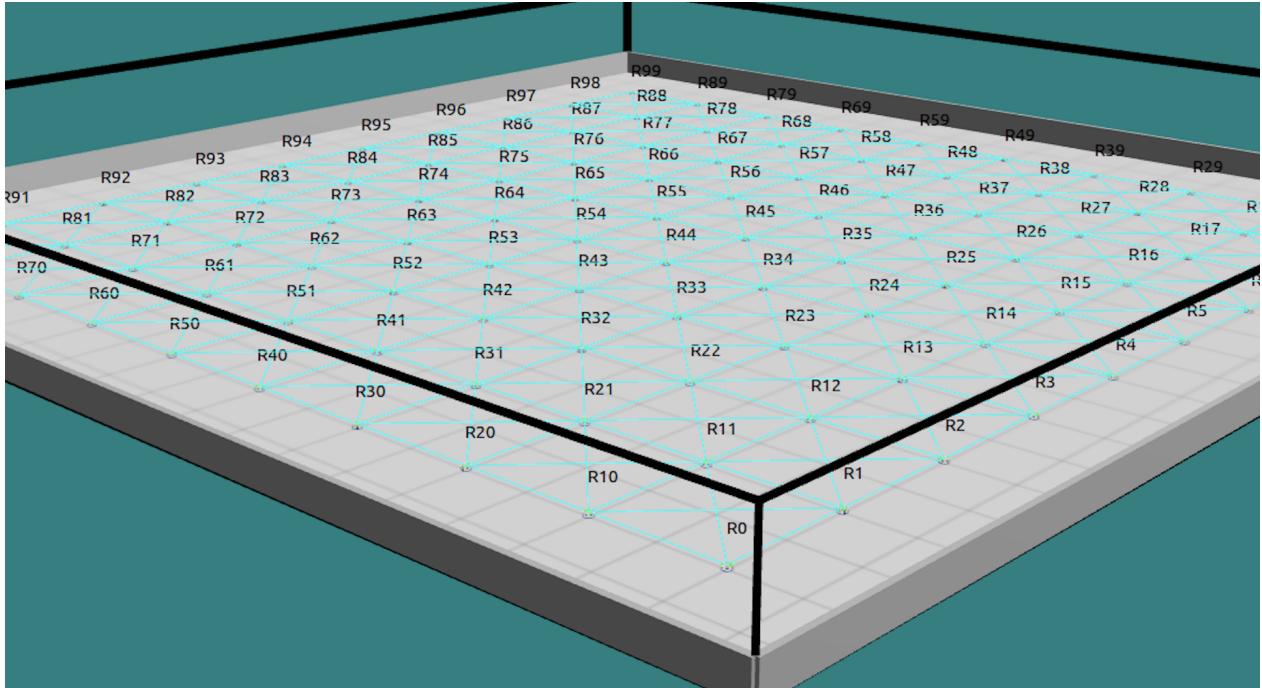 R99
R98 R89
R97 R88 R79
R96 R87 R78 R69
R95 R86 R77 R68 R59
R94 R85 R76 R67 R58 R49
R93 R84 R75 R66 R57 R48 R39
R92 R83 R74 R65 R56 R47 R38 R29
R91 R82 R73 R64 R55 R46 R37 R28
R81 R72 R63 R54 R45 R36 R27
R71 R62 R53 R44 R35 R26 R17
R70 R61 R52 R43 R34 R25 R16
R60 R51 R42 R33 R24 R15
R50 R41 R32 R23 R14 R5
R40 R31 R22 R13 R4
R30 R21 R12 R3
R20 R11 R2
R10 R1
R0